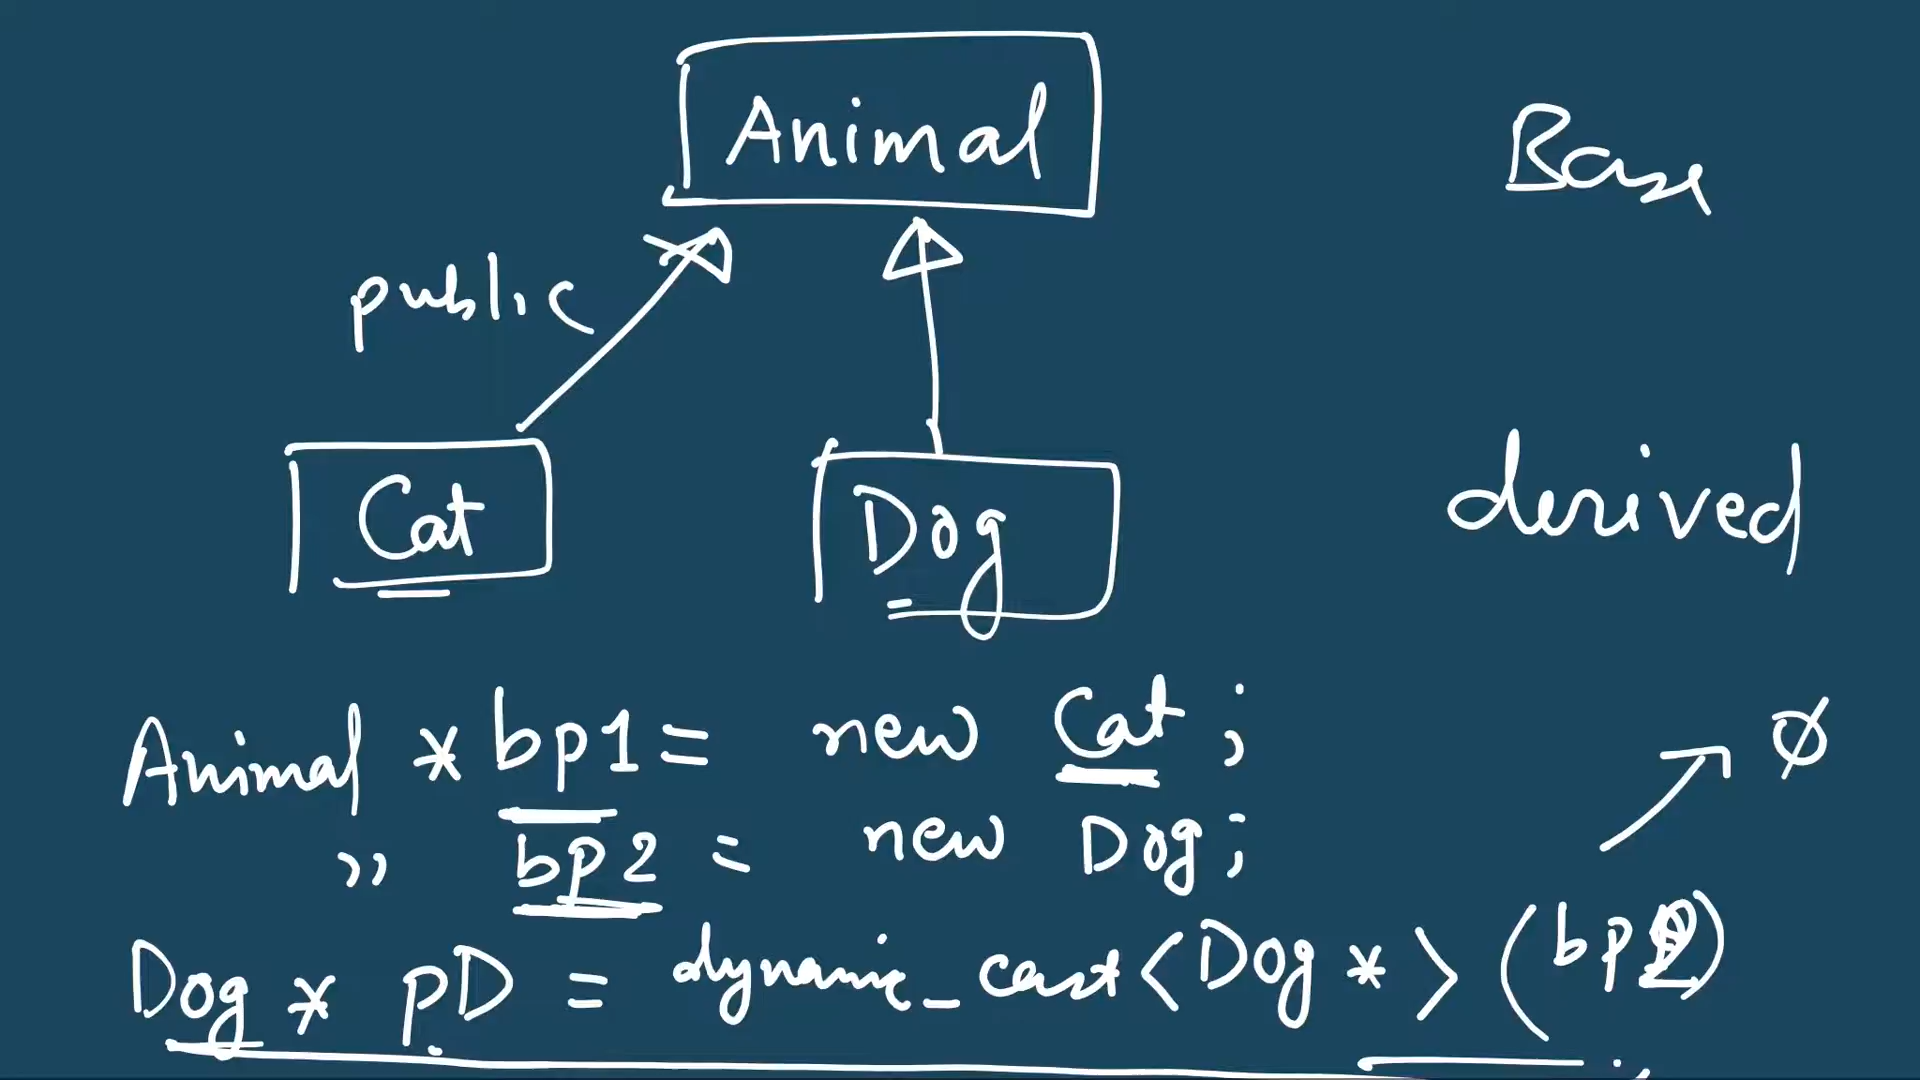 Animal
Base
public
Cat
Dog
derived
Animal *bp1 = new Cat;
" bp2 = new Dog;
Ø
Dog * pD = dynamic_cast<Dog *>(bp2);